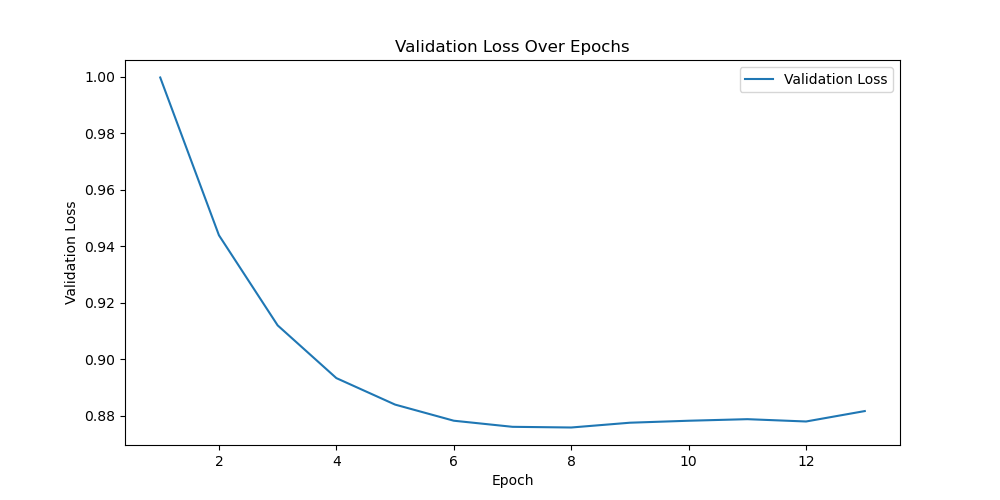 Validation Loss Over Epochs
Validation Loss
1.00
0.98
0.96
0.94
0.92
0.90
0.88
Validation Loss
2 4 6 8 10 12
Epoch